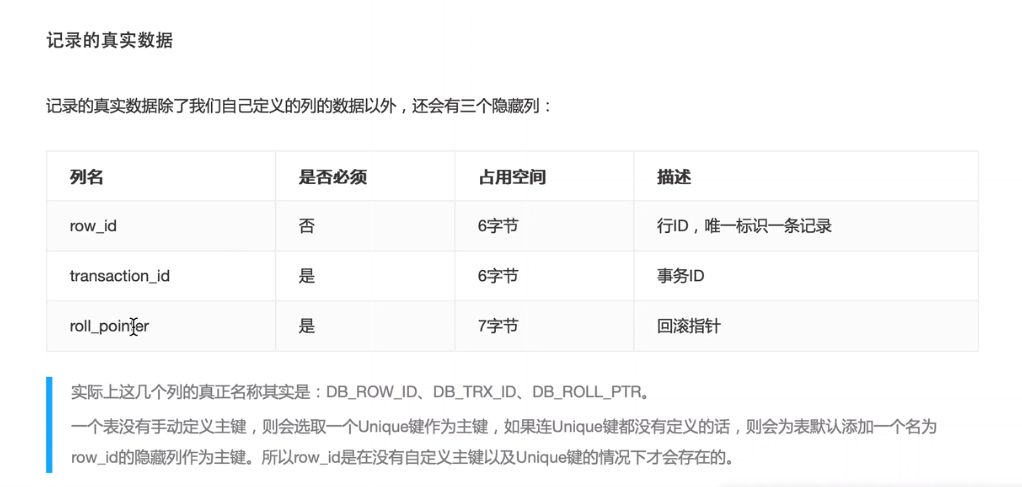 记录的真实数据
记录的真实数据除了我们自己定义的列的数据以外，还会有三个隐藏列：
列名 是否必须 占用空间 描述
row_id 否 6字节 行ID，唯一标识一条记录
transaction_id 是 6字节 事务ID
roll_pointer 是 7字节 回滚指针
实际上这几个列的真正名称其实是：DB_ROW_ID、DB_TRX_ID、DB_ROLL_PTR。
一个表没有手动定义主键，则会选取一个Unique键作为主键，如果连Unique键都没有定义的话，则会为表默认添加一个名为
row_id的隐藏列作为主键。所以row_id是在没有自定义主键以及Unique键的情况下才会存在的。